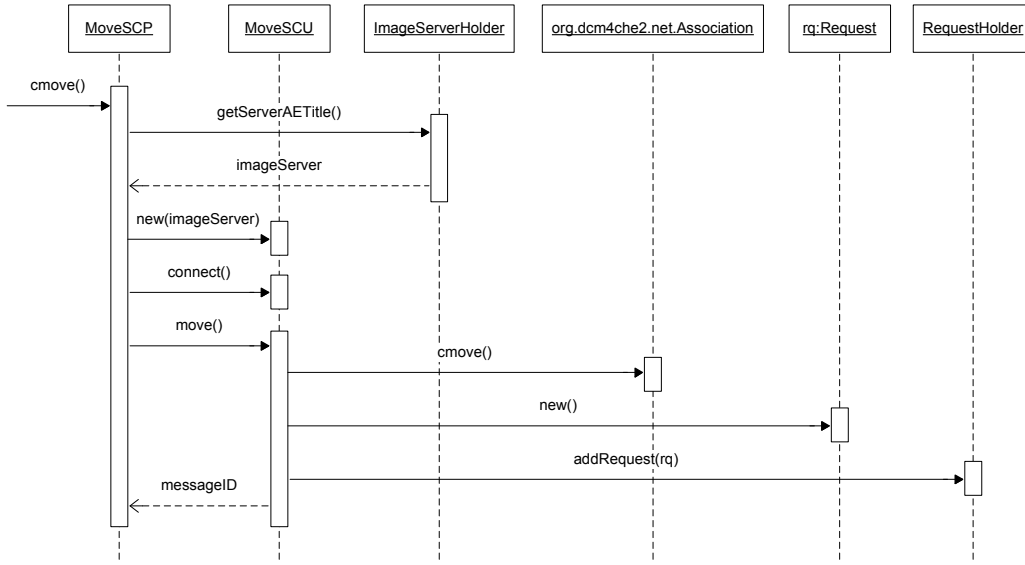 MoveSCP
MoveSCU
ImageServerHolder
org.dcm4che2.net.Association
rq:Request
RequestHolder
cmove()
getServerAETitle()
imageServer
new(imageServer)
connect()
move()
cmove()
new()
addRequest(rq)
messageID